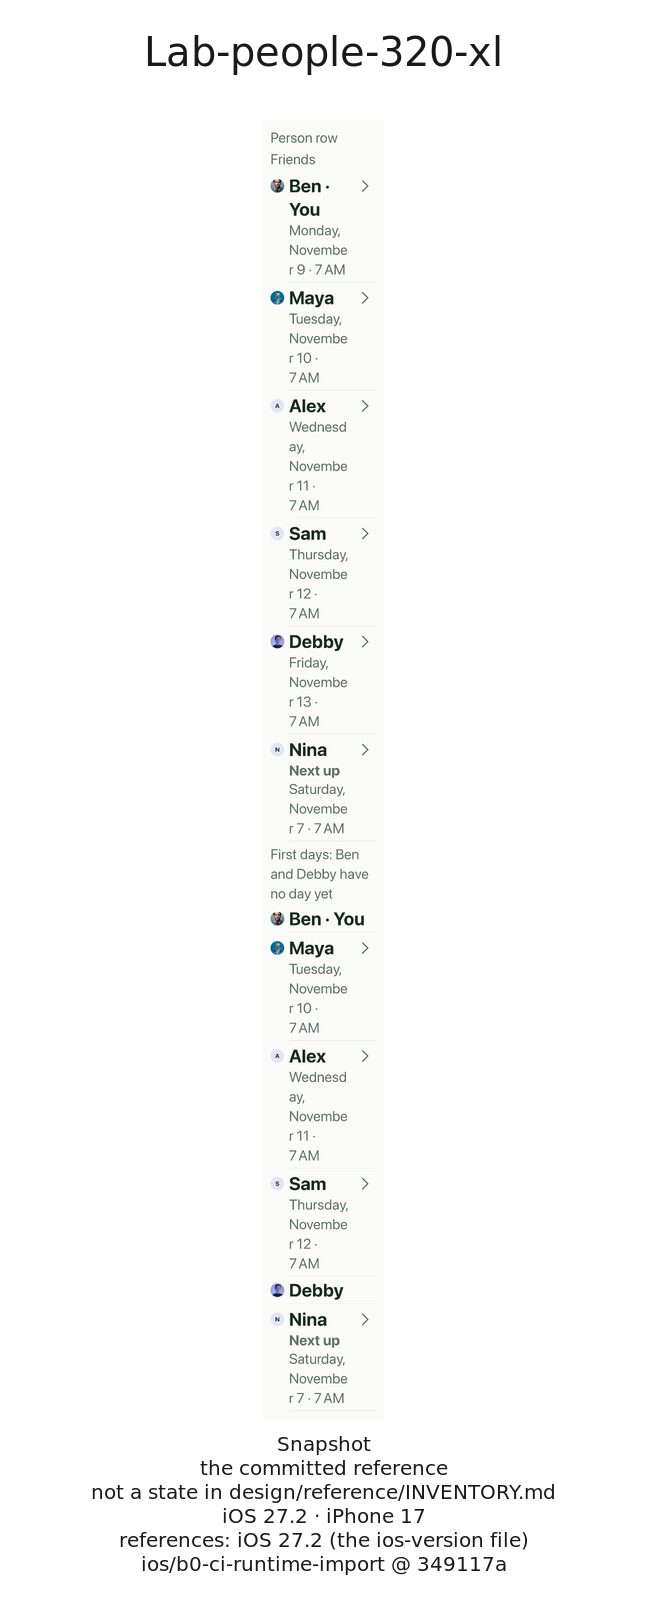 Lab-people-320-xl
Person row
Friends
Ben ·
You
Monday,
Novembe
r 9 · 7 AM
Maya
Tuesday,
Novembe
r 10 ·
7 AM
A
Alex
Wednesd
ay,
Novembe
r 11 ·
7 AM
S
Sam
Thursday,
Novembe
r 12 ·
7 AM
Debby
Friday,
Novembe
r 13 ·
7 AM
N
Nina
Next up
Saturday,
Novembe
r 7 · 7 AM
First days: Ben
and Debby have
no day yet
Ben · You
Maya
Tuesday,
Novembe
r 10 ·
7 AM
A
Alex
Wednesd
ay,
Novembe
r 11 ·
7 AM
S
Sam
Thursday,
Novembe
r 12 ·
7 AM
Debby
N
Nina
Next up
Saturday,
Novembe
r 7 · 7 AM
Snapshot
the committed reference
not a state in design/reference/INVENTORY.md
iOS 27.2 · iPhone 17
references: iOS 27.2 (the ios-version file)
ios/b0-ci-runtime-import @ 349117a